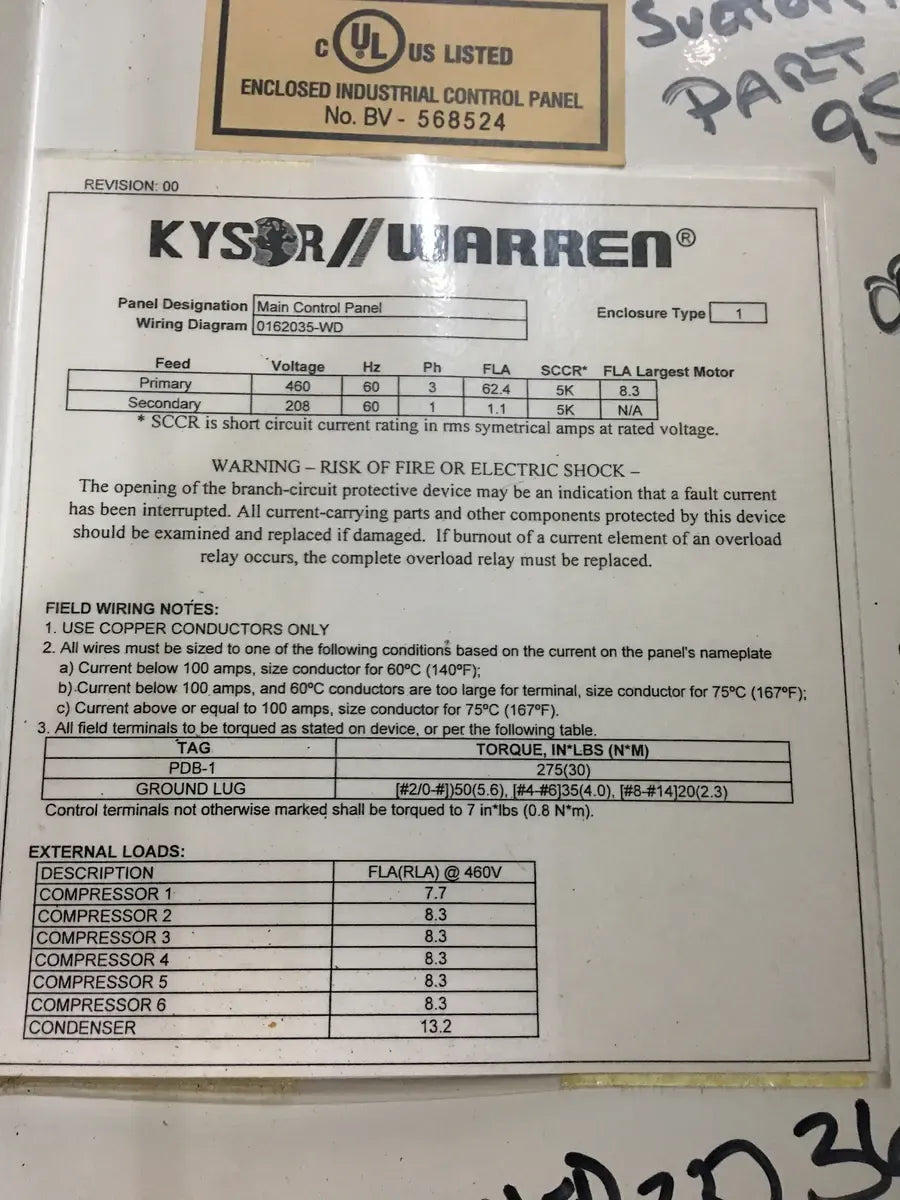 C UL US LISTED
ENCLOSED INDUSTRIAL CONTROL PANEL
No. BV - 568524
PART
95
REVISION: 00
KYSOR//WARREN®
Panel Designation Main Control Panel
Enclosure Type 1
Wiring Diagram 0162035-WD
Feed Voltage Hz Ph FLA SCCR* FLA Largest Motor
Primary 460 60 3 62.4 5K 8.3
Secondary 208 60 1 1.1 5K N/A
* SCCR is short circuit current rating in rms symetrical amps at rated voltage.
WARNING – RISK OF FIRE OR ELECTRIC SHOCK –
The opening of the branch-circuit protective device may be an indication that a fault current
has been interrupted. All current-carrying parts and other components protected by this device
should be examined and replaced if damaged. If burnout of a current element of an overload
relay occurs, the complete overload relay must be replaced.
FIELD WIRING NOTES:
1. USE COPPER CONDUCTORS ONLY
2. All wires must be sized to one of the following conditions based on the current on the panel's nameplate
a) Current below 100 amps, size conductor for 60ºC (140ºF);
b) Current below 100 amps, and 60ºC conductors are too large for terminal, size conductor for 75ºC (167ºF);
c) Current above or equal to 100 amps, size conductor for 75ºC (167ºF).
3. All field terminals to be torqued as stated on device, or per the following table.
TAG TORQUE, IN*LBS (N*M)
PDB-1 275(30)
GROUND LUG [#2/0-#])50(5.6), [#4-#6]35(4.0), [#8-#14]20(2.3)
Control terminals not otherwise marked shall be torqued to 7 in*lbs (0.8 N*m).
EXTERNAL LOADS:
DESCRIPTION FLA(RLA) @ 460V
COMPRESSOR 1 7.7
COMPRESSOR 2 8.3
COMPRESSOR 3 8.3
COMPRESSOR 4 8.3
COMPRESSOR 5 8.3
COMPRESSOR 6 8.3
CONDENSER 13.2